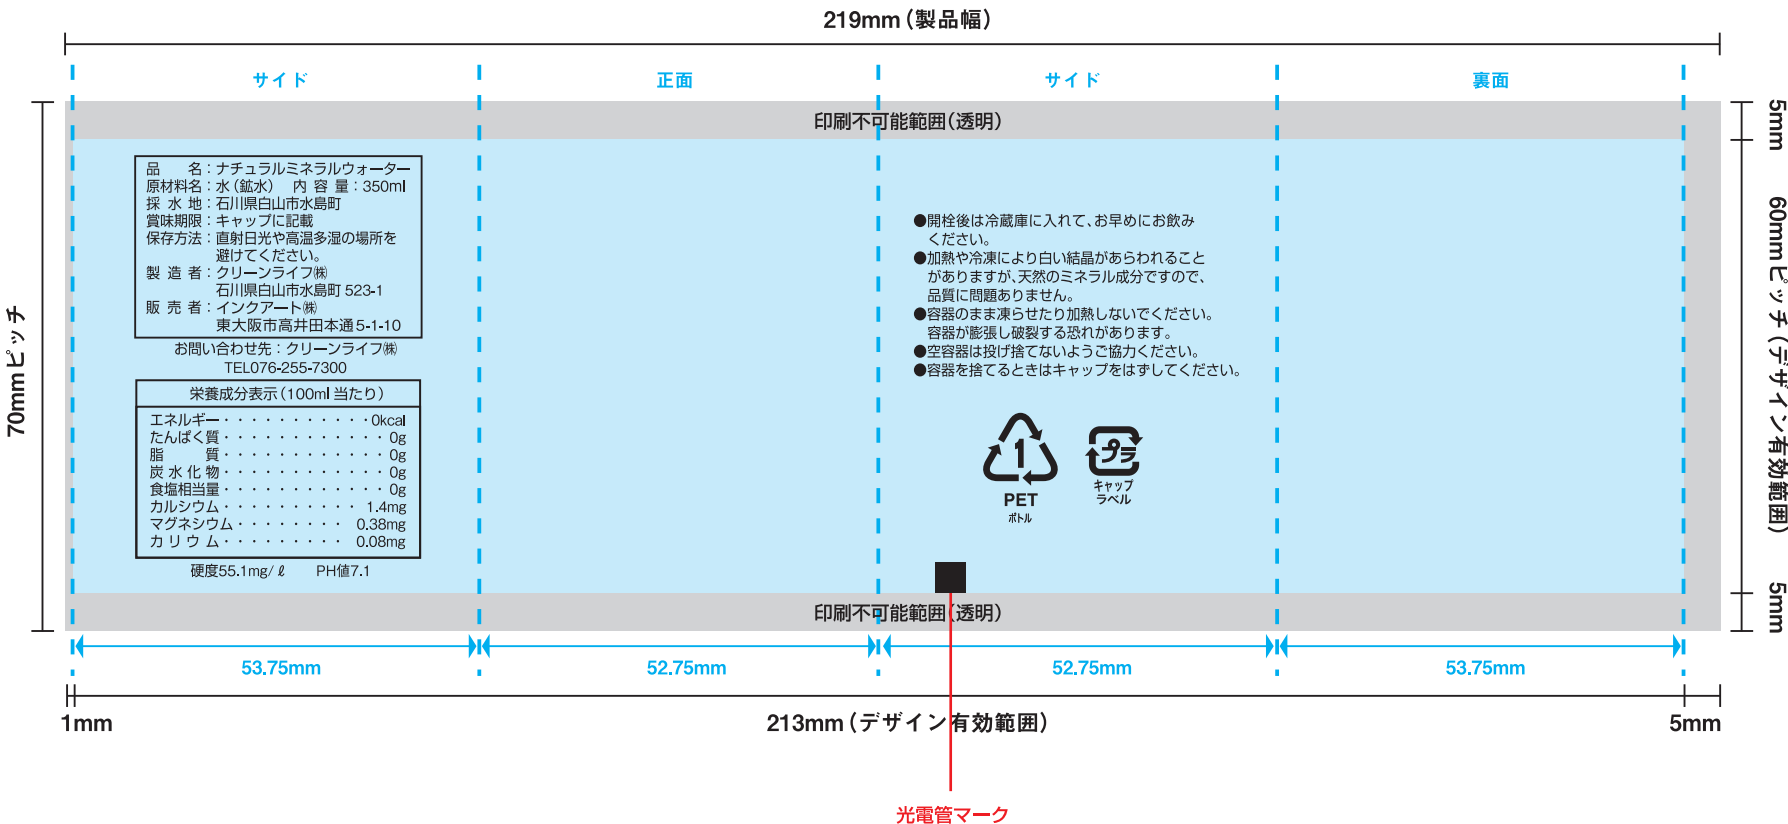 219mm(製品幅)
サイド
正面
サイド
裏面
印刷不可能範囲(透明)
品　　名：ナチュラルミネラルウォーター
原材料名：水(鉱水)　内 容 量：350ml
採 水 地：石川県白山市水島町
賞味期限：キャップに記載
保存方法：直射日光や高温多湿の場所を
避けてください。
製 造 者：クリーンライフ㈱
石川県白山市水島町 523-1
販 売 者：インクアート㈱
東大阪市高井田本通5-1-10
お問い合わせ先：クリーンライフ㈱
TEL076-255-7300
栄養成分表示(100ml 当たり)
エネルギー・・・・・・・・・・・0kcal
たんぱく質・・・・・・・・・・・・0g
脂　　質・・・・・・・・・・・・0g
炭 水 化 物・・・・・・・・・・・・0g
食塩相当量・・・・・・・・・・・・0g
カルシウム・・・・・・・・・・1.4mg
マグネシウム・・・・・・・・0.38mg
カ リ ウ ム・・・・・・・・・0.08mg
硬度55.1mg/ℓ　　PH値7.1
●開栓後は冷蔵庫に入れて、お早めにお飲み
ください。
●加熱や冷凍により白い結晶があらわれること
がありますが、天然のミネラル成分ですので、
品質に問題ありません。
●容器のまま凍らせたり加熱しないでください。
容器が膨張し破裂する恐れがあります。
●空容器は投げ捨てないようご協力ください。
●容器を捨てるときはキャップをはずしてください。
1
PET
ボトル
プラ
キャップ
ラベル
印刷不可能範囲(透明)
70mmピッチ
5mm
60mmピッチ(デザイン有効範囲)
5mm
53.75mm
52.75mm
52.75mm
53.75mm
1mm
213mm(デザイン有効範囲)
5mm
光電管マーク